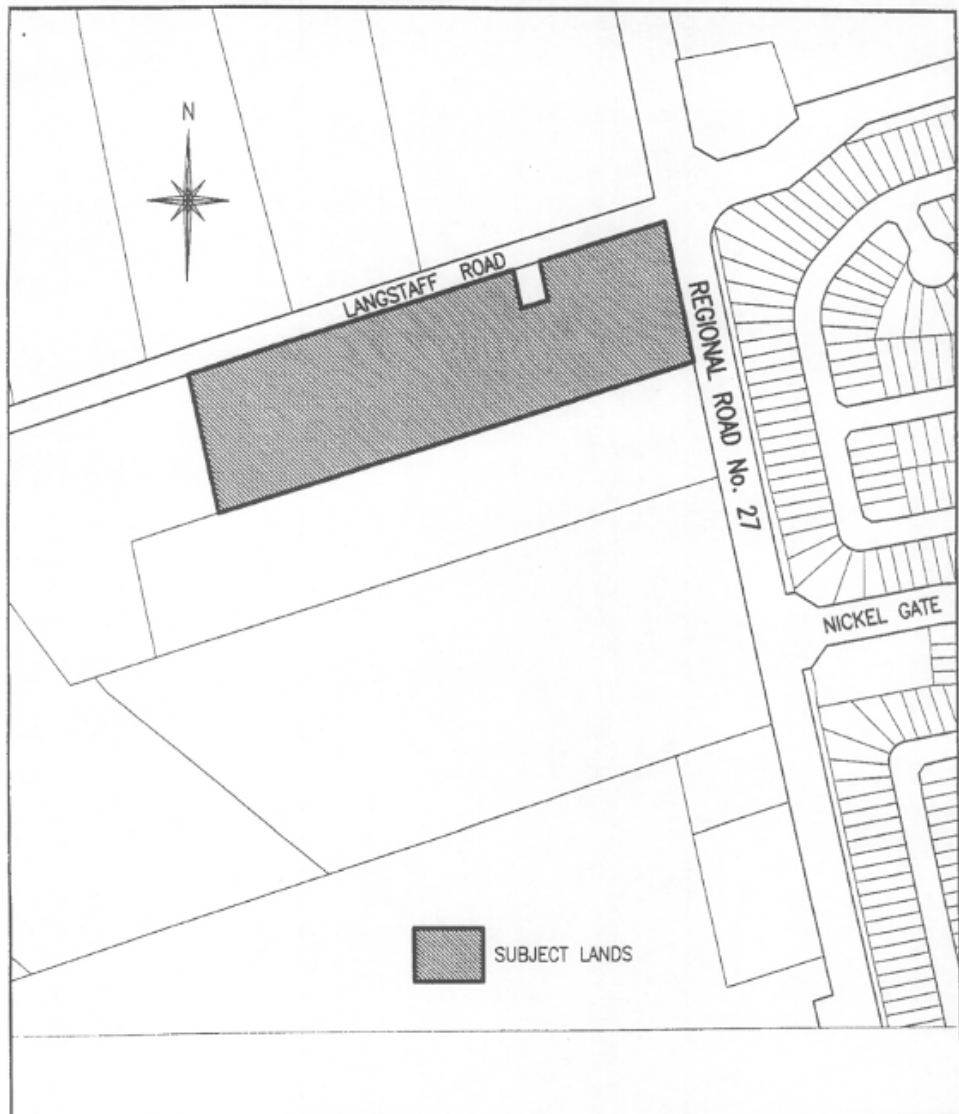 N
LANGSTAFF ROAD
REGIONAL ROAD No. 27
NICKEL GATE
SUBJECT LANDS